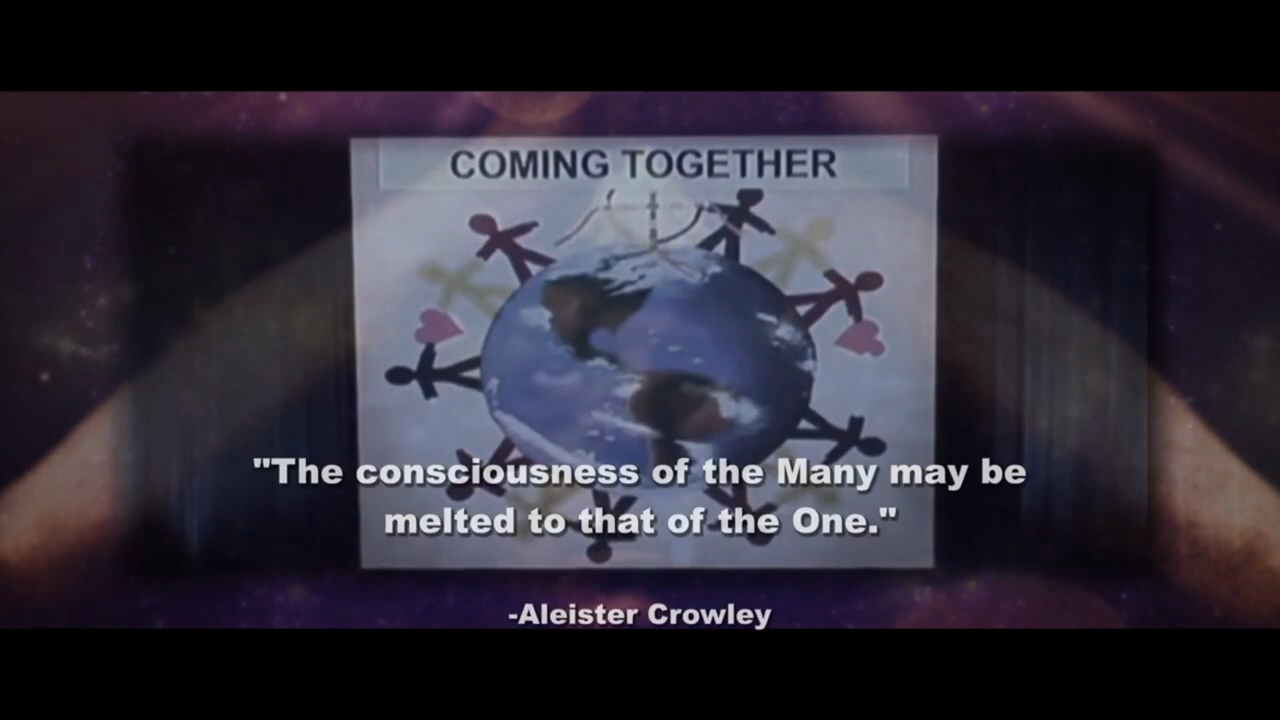 COMING TOGETHER
"The consciousness of the Many may be
melted to that of the One."
-Aleister Crowley